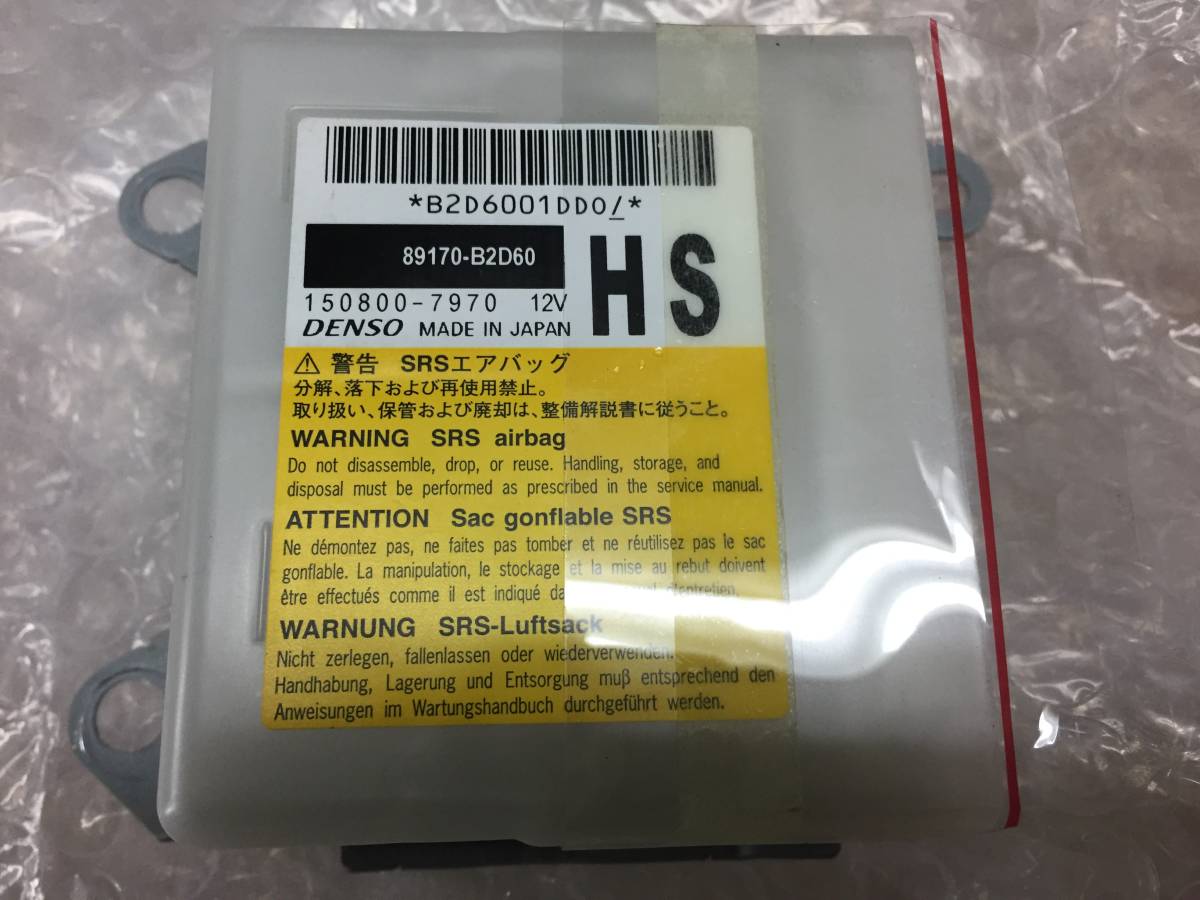 *B2D6001DD0/*
89170-B2D60
150800-7970 12V
HS
DENSO MADE IN JAPAN
⚠ 警告 SRSエアバッグ
分解、落下および再使用禁止。
取り扱い、保管および廃却は、整備解説書に従うこと。
WARNING SRS airbag
Do not disassemble, drop, or reuse. Handling, storage, and
disposal must be performed as prescribed in the service manual.
ATTENTION Sac gonflable SRS
Ne démontez pas, ne faites pas tomber et ne réutilisez pas le sac
gonflable. La manipulation, le stockage et la mise au rebut doivent
être effectués comme il est indiqué d'entretien.
WARNUNG SRS-Luftsack
Nicht zerlegen, fallenlassen oder wiederverwenden.
Handhabung, Lagerung und Entsorgung muß entsprechend den
Anweisungen im Wartungshandbuch durchgeführt werden.